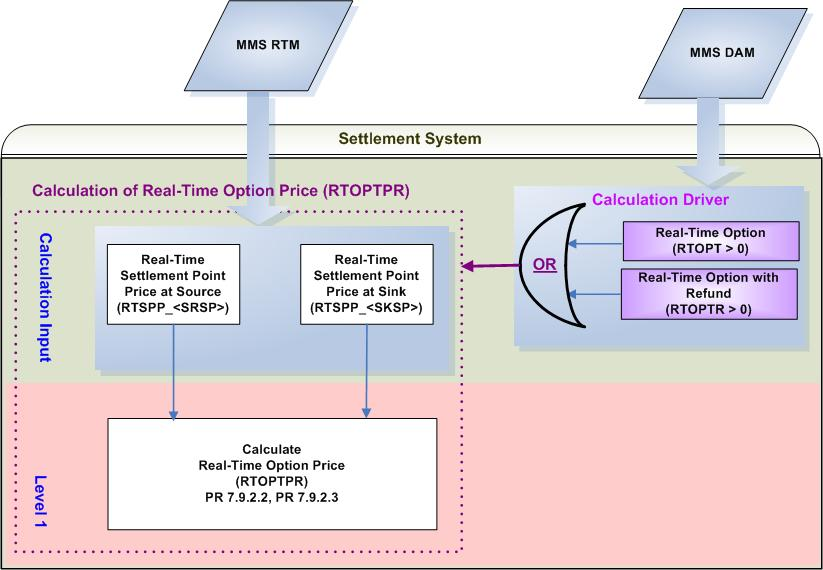 MMS RTM
MMS DAM
Settlement System
Calculation of Real-Time Option Price (RTOPTPR)
Calculation Input
Real-Time
Settlement Point
Price at Source
(RTSPP_<SRSP>)
Real-Time
Settlement Point
Price at Sink
(RTSPP_<SKSP>)
Calculation Driver
OR
Real-Time Option
(RTOPT > 0)
Real-Time Option with
Refund
(RTOPTR > 0)
Level 1
Calculate
Real-Time Option Price
(RTOPTPR)
PR 7.9.2.2, PR 7.9.2.3